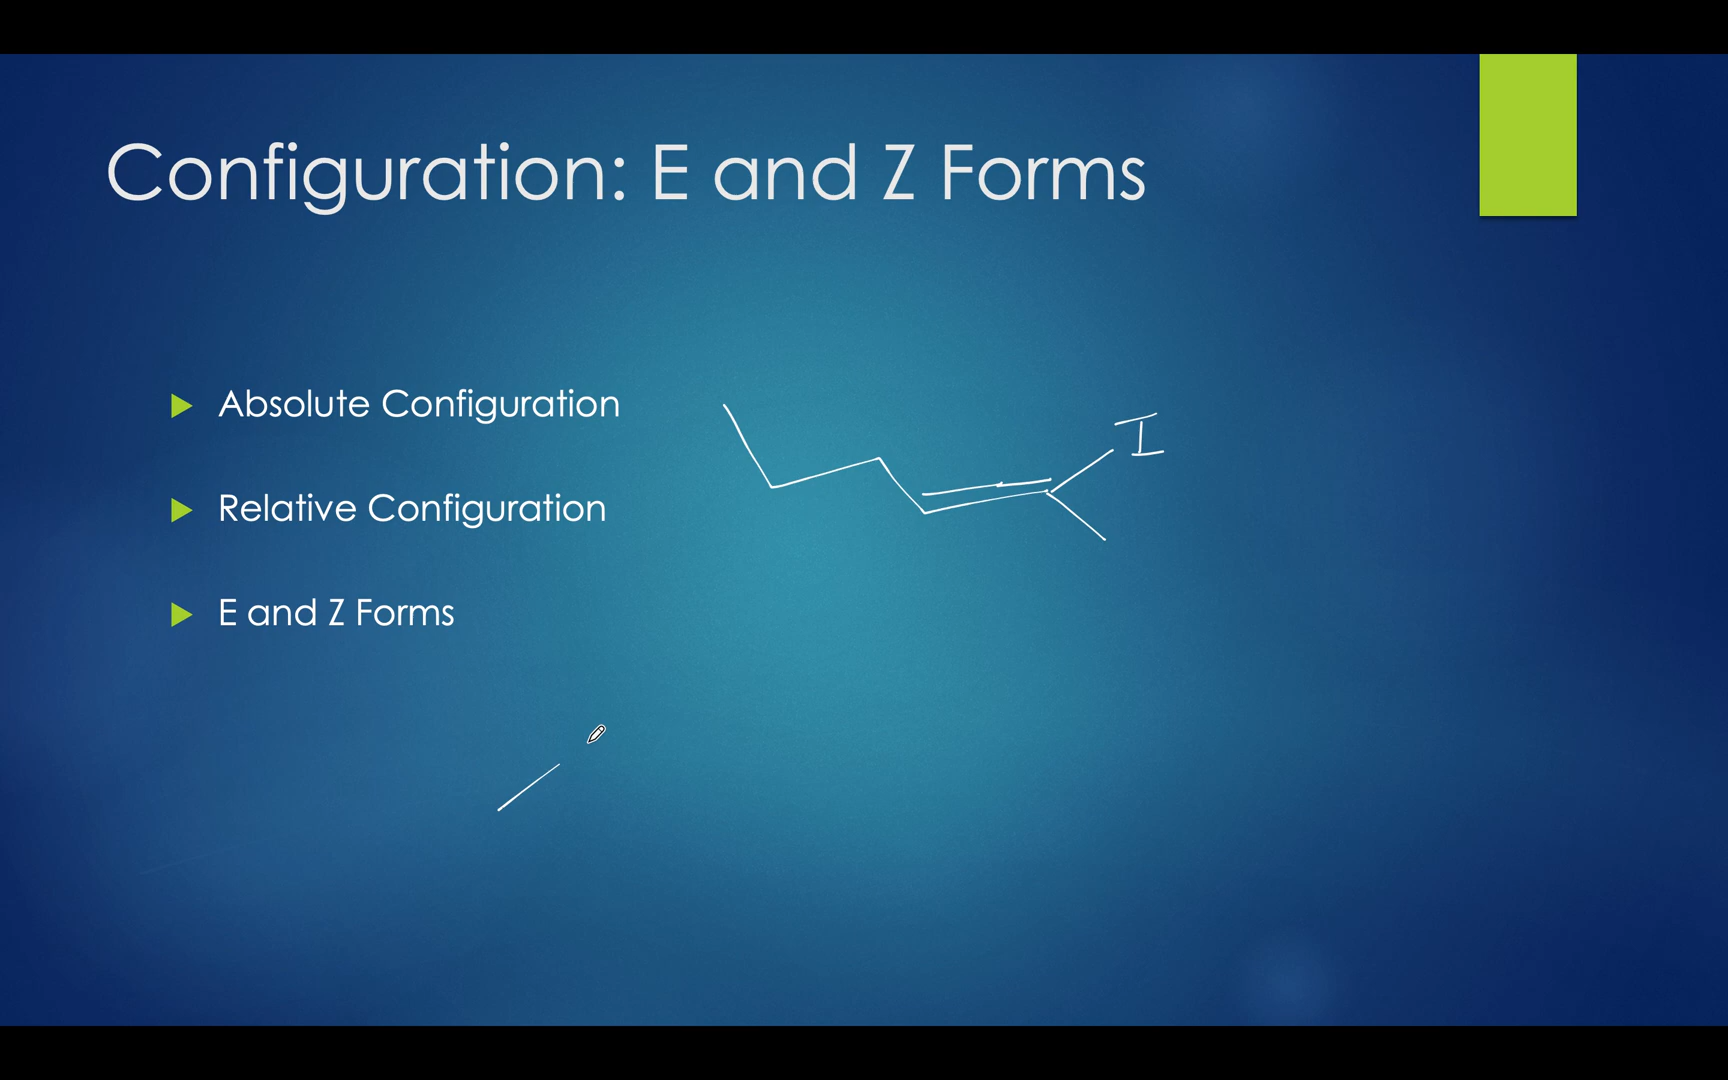 Configuration: E and Z Forms
Absolute Configuration
Relative Configuration
E and Z Forms
I